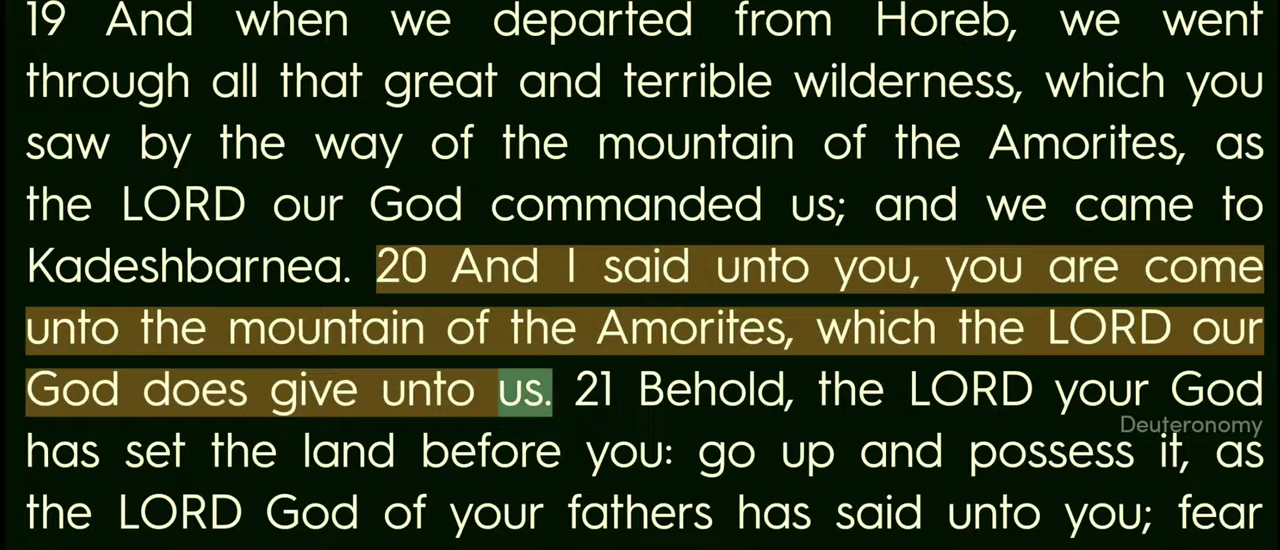 19 And when we departed from Horeb, we went
through all that great and terrible wilderness, which you
saw by the way of the mountain of the Amorites, as
the LORD our God commanded us; and we came to
Kadeshbarnea. 20 And I said unto you, you are come
unto the mountain of the Amorites, which the LORD our
God does give unto us. 21 Behold, the LORD your God
Deuteronomy
has set the land before you: go up and possess it, as
the LORD God of your fathers has said unto you; fear